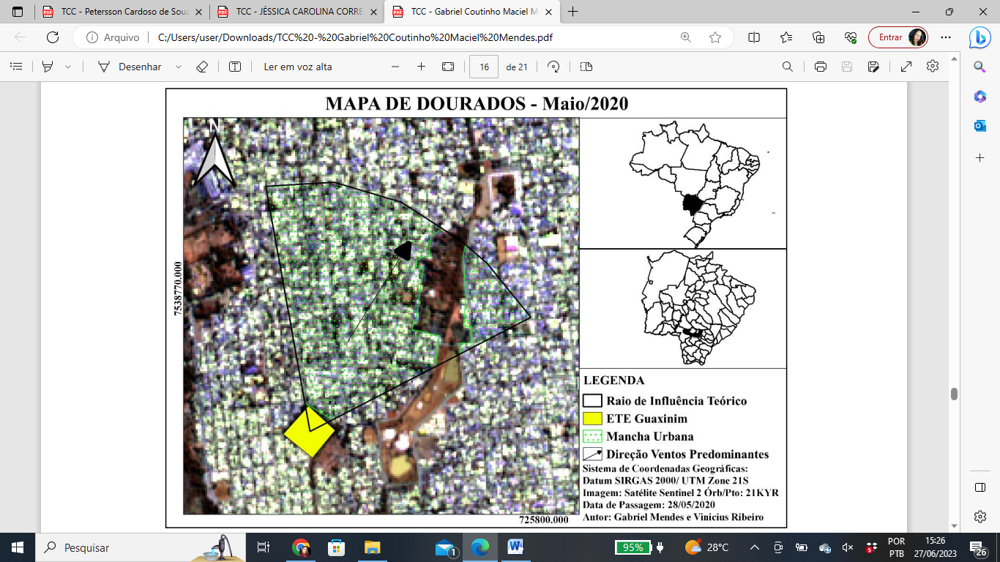 TCC - Petersson Cardoso de Souz
TCC - JÉSSICA CAROLINA CORRE
TCC - Gabriel Coutinho Maciel M
Arquivo
C:/Users/user/Downloads/TCC%20-%20Gabriel%20Coutinho%20Maciel%20Mendes.pdf
Entrar
Desenhar
Ler em voz alta
16
de 21
MAPA DE DOURADOS - Maio/2020
N
7538770.000
725800.000
LEGENDA
Raio de Influência Teórico
ETE Guaxinim
Mancha Urbana
Direção Ventos Predominantes
Sistema de Coordenadas Geográficas:
Datum SIRGAS 2000/ UTM Zone 21S
Imagem: Satélite Sentinel 2 Órb/Pto: 21KYR
Data de Passagem: 28/05/2020
Autor: Gabriel Mendes e Vinicius Ribeiro
Pesquisar
1
95%
28°C
5
POR
PTB
15:26
27/06/2023
26